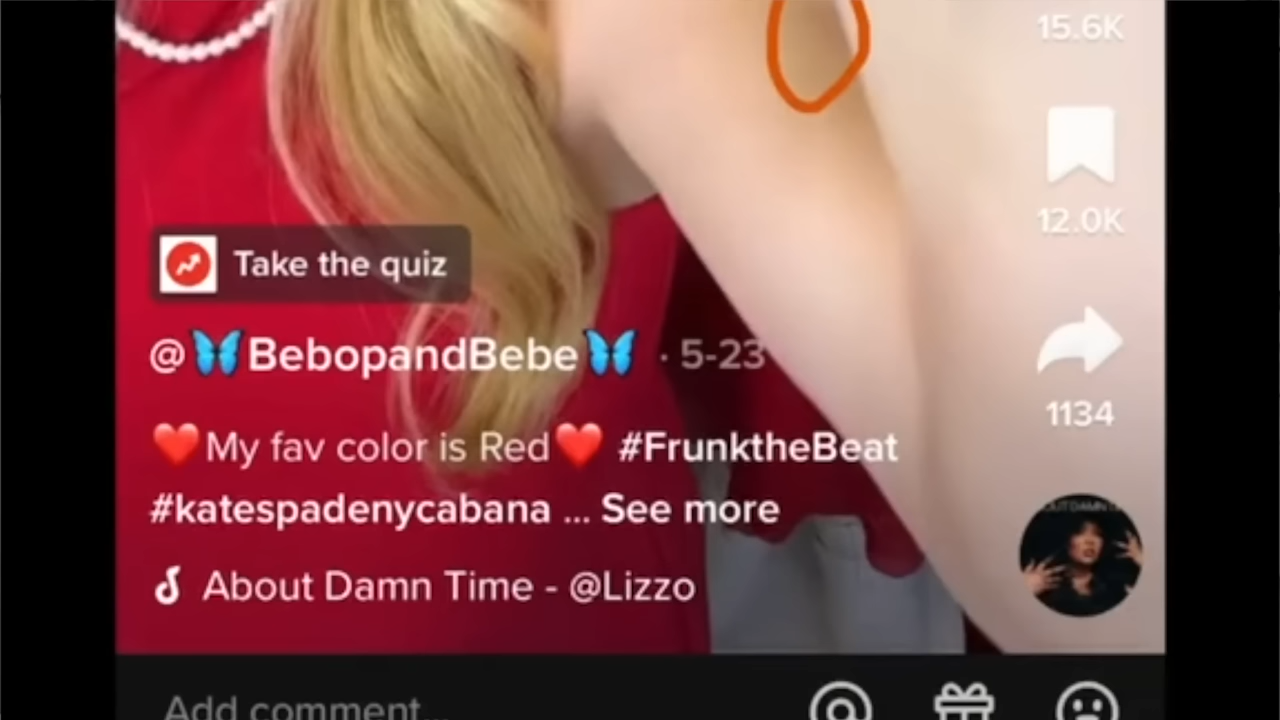 15.6K
12.0K
Take the quiz
@🦋BebopandBebe🦋 · 5-23
1134
❤️My fav color is Red❤️ #FrunktheBeat
#katespadenycabana ... See more
About Damn Time - @Lizzo
Add comment...